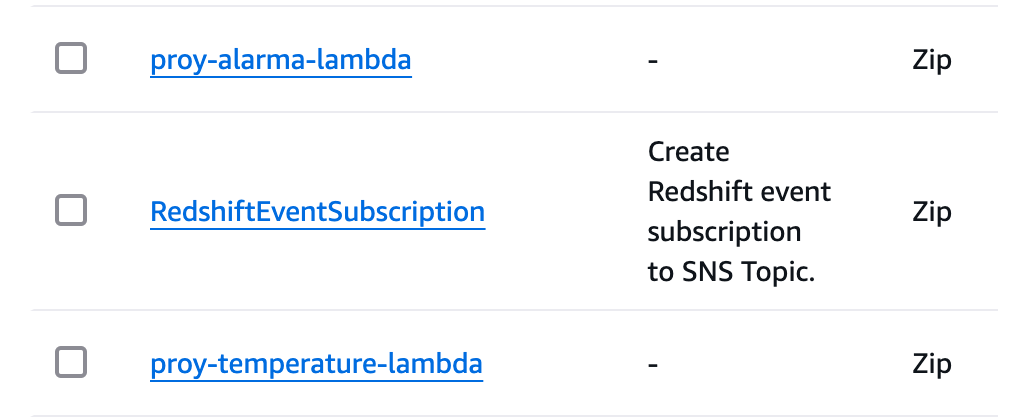 proy-alarma-lambda - Zip
Create
Redshift event
RedshiftEventSubscription subscription Zip
to SNS Topic.
proy-temperature-lambda - Zip